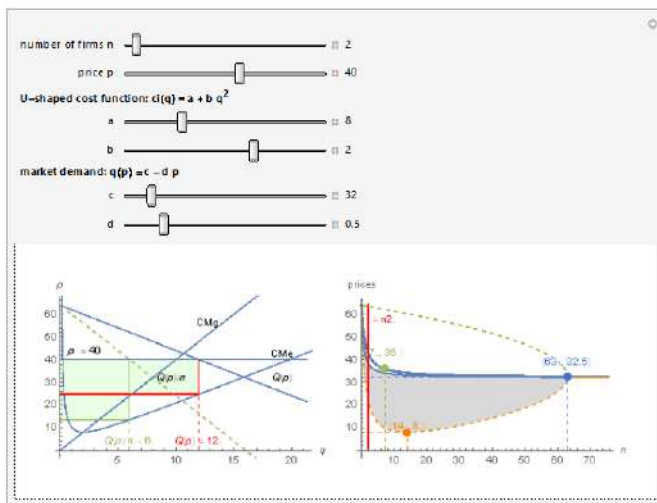 number of firms n 2
price p 40
U-shaped cost function: ci(q) = a + b q²
a 8
b 2
market demand: q(p) = c - d p
c 32
d 0.5
p
60
50
40
30
20
10
p = 40
CMg
CMe
Q(p)/n
Q(p)
Q(p)/n = 6
Q(p) = 12
5 10 15 20 q
prices
60
50
40
30
20
10
(63, 32.5)
10 20 30 40 50 60 70 n